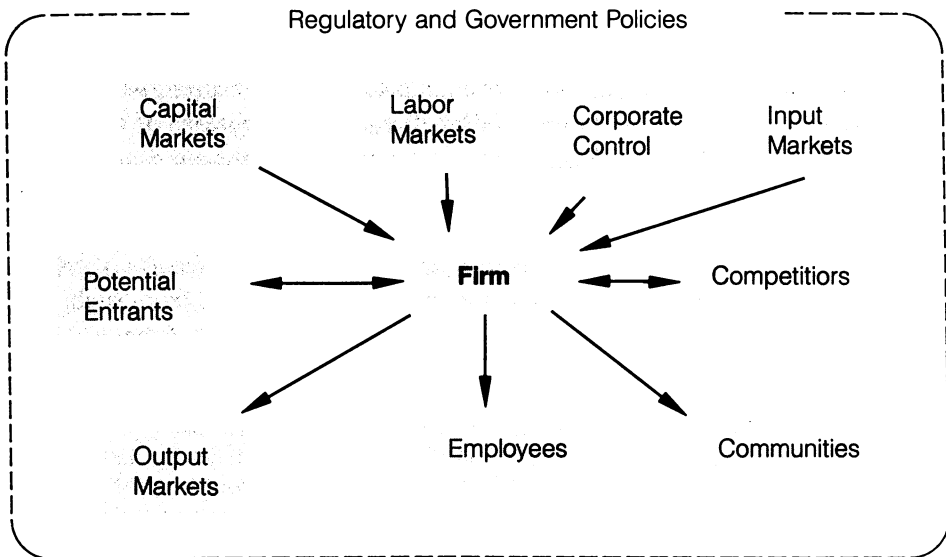 Regulatory and Government Policies
Capital
Markets
Labor
Markets
Corporate
Control
Input
Markets
Potential
Entrants
Firm
Competitiors
Output
Markets
Employees
Communities